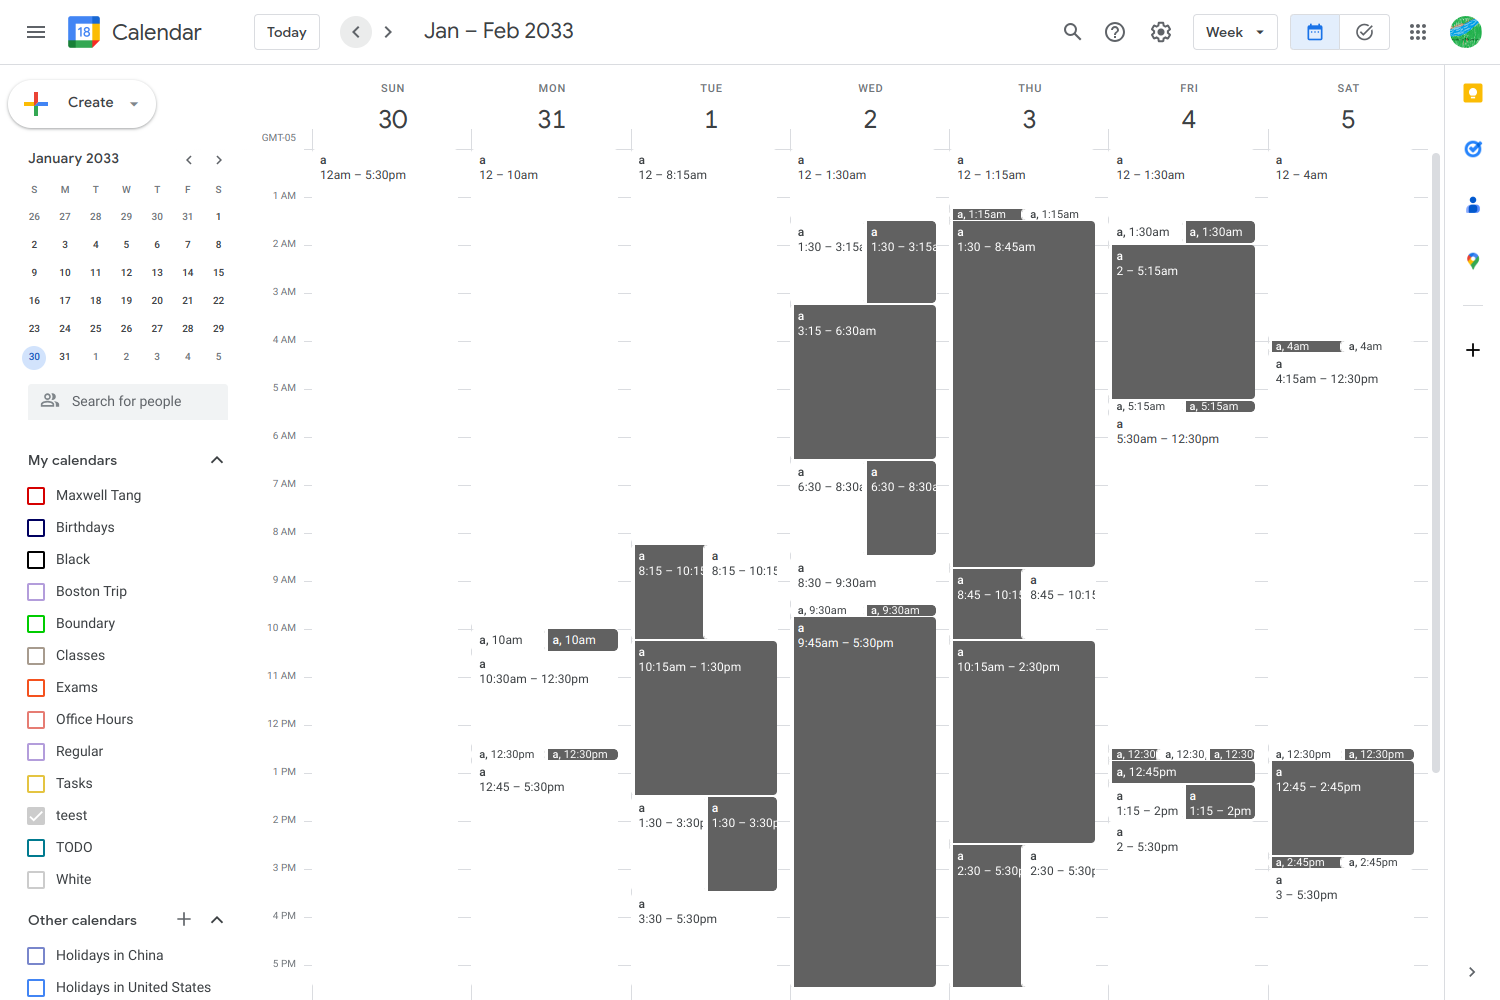 18 Calendar Today Jan – Feb 2033 Week
Create
January 2033
S M T W T F S
26 27 28 29 30 31 1
2 3 4 5 6 7 8
9 10 11 12 13 14 15
16 17 18 19 20 21 22
23 24 25 26 27 28 29
30 31 1 2 3 4 5
Search for people
My calendars
Maxwell Tang
Birthdays
Black
Boston Trip
Boundary
Classes
Exams
Office Hours
Regular
Tasks
teest
TODO
White
Other calendars
Holidays in China
Holidays in United States
SUN MON TUE WED THU FRI SAT
30 31 1 2 3 4 5
GMT-05
1 AM
2 AM
3 AM
4 AM
5 AM
6 AM
7 AM
8 AM
9 AM
10 AM
11 AM
12 PM
1 PM
2 PM
3 PM
4 PM
5 PM
a
12am – 5:30pm
a
12 – 10am
a, 10am a, 10am
a
10:30am – 12:30pm
a, 12:30pm a, 12:30pm
a
12:45 – 5:30pm
a
12 – 8:15am
a a
8:15 – 10:15 8:15 – 10:15
a
10:15am – 1:30pm
a a
1:30 – 3:30p 1:30 – 3:30p
a
3:30 – 5:30pm
a
12 – 1:30am
a a
1:30 – 3:15a 1:30 – 3:15a
a
3:15 – 6:30am
a a
6:30 – 8:30a 6:30 – 8:30a
a
8:30 – 9:30am
a, 9:30am a, 9:30am
a
9:45am – 5:30pm
a
12 – 1:15am
a, 1:15am a, 1:15am
a
1:30 – 8:45am
a a
8:45 – 10:15 8:45 – 10:15
a
10:15am – 2:30pm
a a
2:30 – 5:30p 2:30 – 5:30p
a
12 – 1:30am
a, 1:30am a, 1:30am
a
2 – 5:15am
a, 5:15am a, 5:15am
a
5:30am – 12:30pm
a, 12:30 a, 12:30 a, 12:30
a, 12:45pm
a a
1:15 – 2pm 1:15 – 2pm
a
2 – 5:30pm
a
12 – 4am
a, 4am a, 4am
a
4:15am – 12:30pm
a, 12:30pm a, 12:30pm
a
12:45 – 2:45pm
a, 2:45pm a, 2:45pm
a
3 – 5:30pm